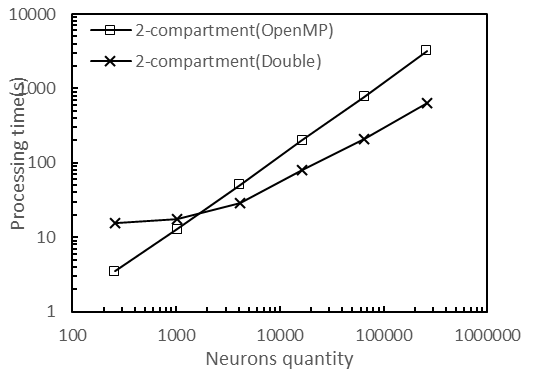 10000
1000
100
10
1
Processing time(s)
2-compartment(OpenMP)
2-compartment(Double)
100 1000 10000 100000 1000000
Neurons quantity